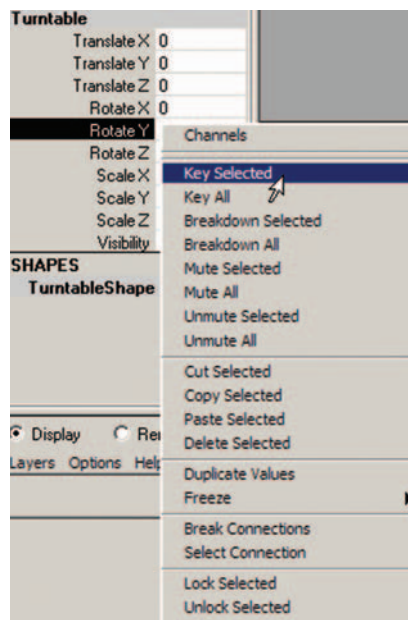 Turntable
Translate X 0
Translate Y 0
Translate Z 0
Rotate X 0
Rotate Y
Rotate Z
Scale X
Scale Y
Scale Z
Visibility
SHAPES
TurntableShape
Display
Layers Options Help
Channels
Key Selected
Key All
Breakdown Selected
Breakdown All
Mute Selected
Mute All
Unmute Selected
Unmute All
Cut Selected
Copy Selected
Paste Selected
Delete Selected
Duplicate Values
Freeze
Break Connections
Select Connection
Lock Selected
Unlock Selected